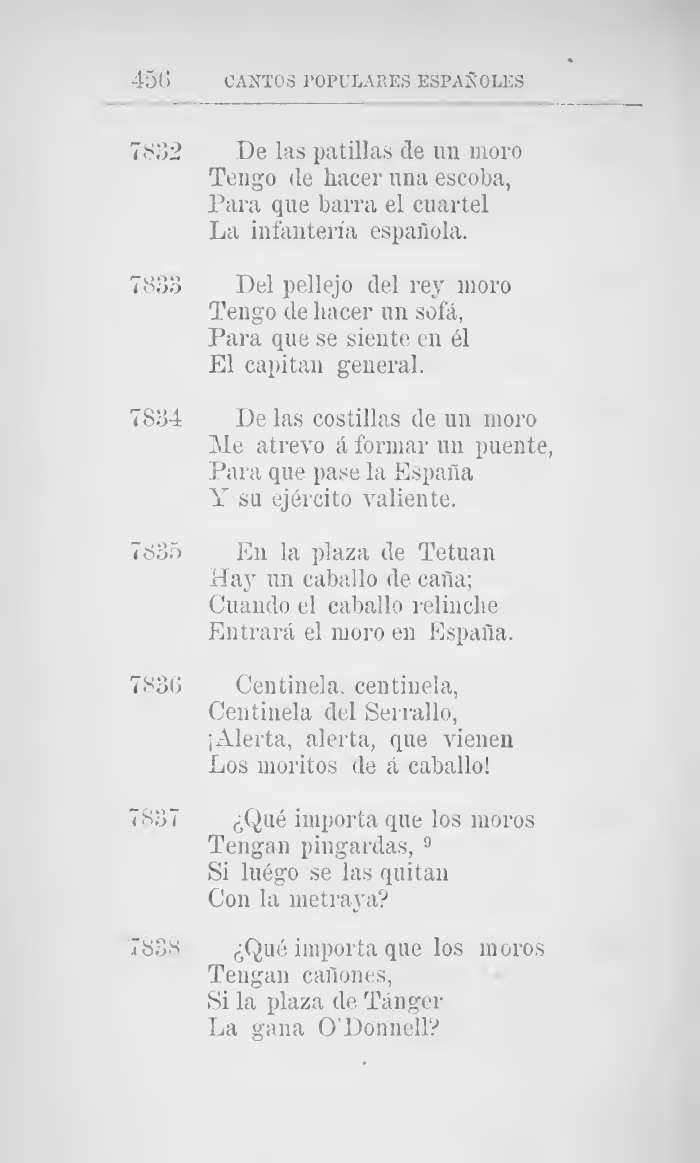 456 CANTOS POPULARES ESPAÑOLES
7832 De las patillas de un moro
Tengo de hacer una escoba,
Para que barra el cuartel
La infantería española.
7833 Del pellejo del rey moro
Tengo de hacer un sofá,
Para que se siente en él
El capitan general.
7834 De las costillas de un moro
Me atrevo á formar un puente,
Para que pase la España
Y su ejército valiente.
7835 En la plaza de Tetuan
Hay un caballo de caña;
Cuando el caballo relinche
Entrará el moro en España.
7836 Centinela, centinela,
Centinela del Serrallo,
¡Alerta, alerta, que vienen
Los moritos de á caballo!
7837 ¿Qué importa que los moros
Tengan pingardas, 9
Si luégo se las quitan
Con la metraya?
7838 ¿Qué importa que los moros
Tengan cañones,
Si la plaza de Tánger
La gana O'Donnell?